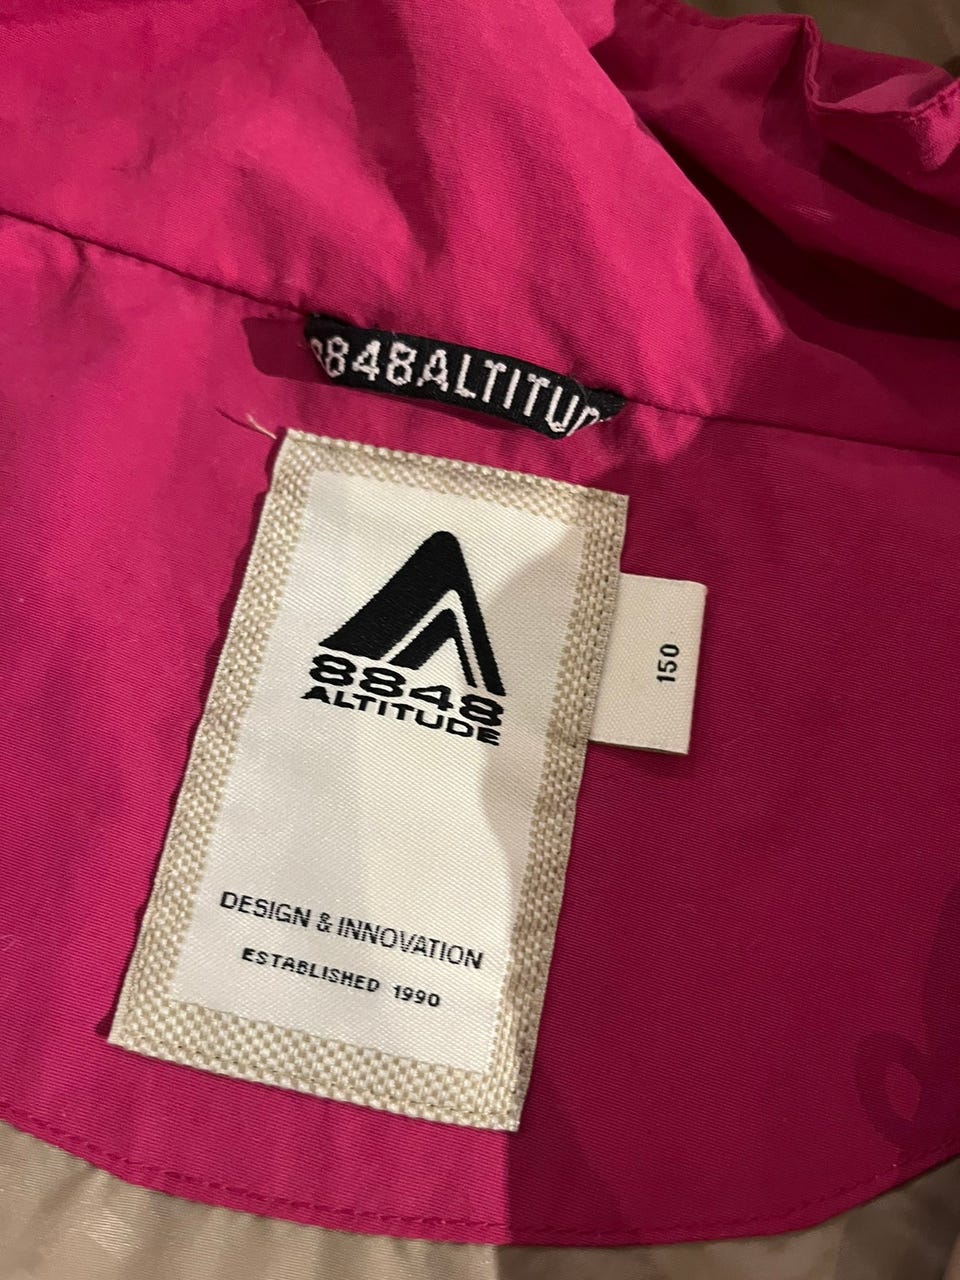 8848ALTITUD
8848
ALTITUDE
150
DESIGN & INNOVATION
ESTABLISHED 1990